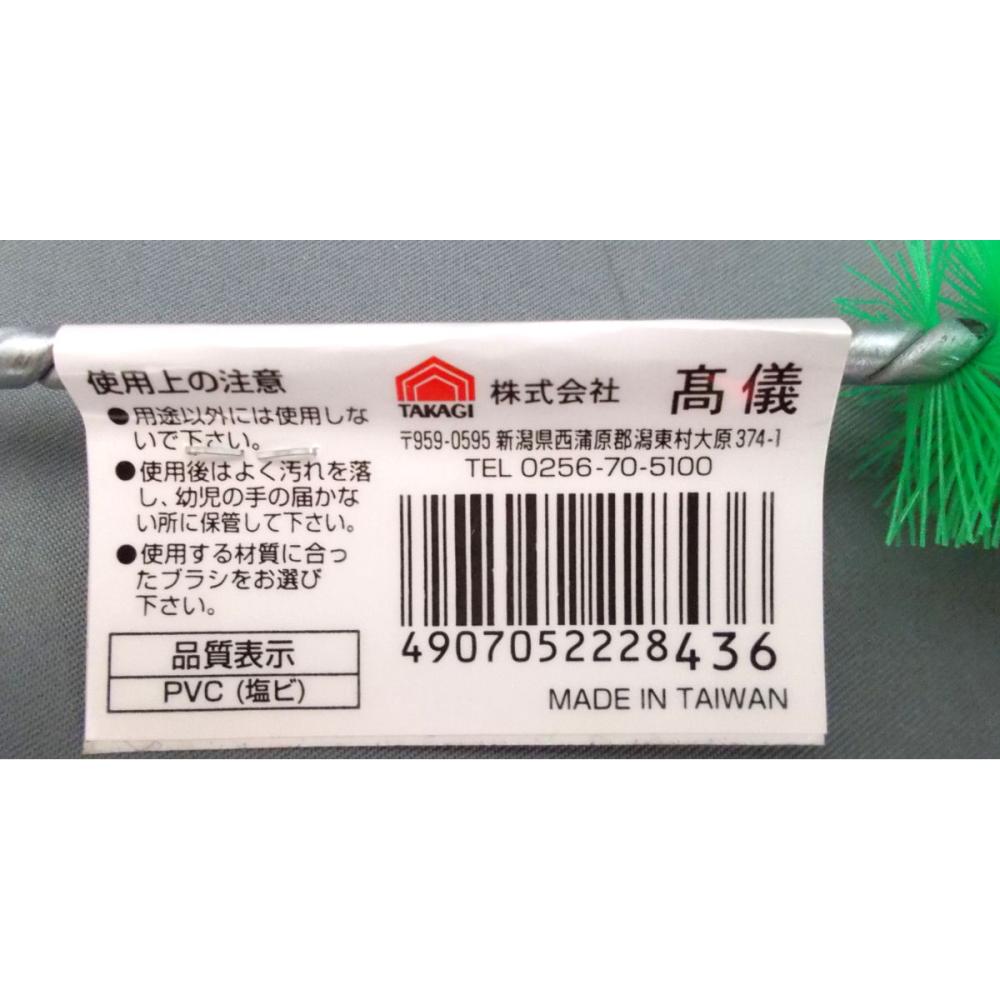 使用上の注意
●用途以外には使用しな
いで下さい。
●使用後はよく汚れを落
し、幼児の手の届かな
い所に保管して下さい。
●使用する材質に合っ
たブラシをお選び
下さい。
品質表示
PVC（塩ビ）
TAKAGI
株式会社 髙儀
〒959-0595 新潟県西蒲原郡潟東村大原374-1
TEL 0256-70-5100
4907052228436
MADE IN TAIWAN